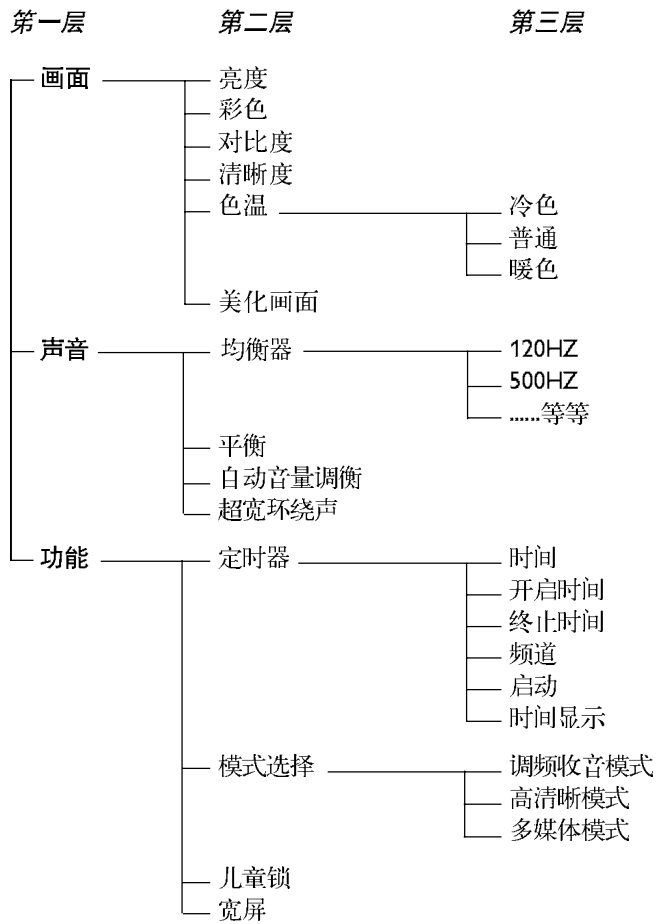 第一层 第二层 第三层
画面 亮度
彩色
对比度
清晰度
色温 冷色
普通
暖色
美化画面
声音 均衡器 120HZ
500HZ
......等等
平衡
自动音量调衡
超宽环绕声
功能 定时器 时间
开启时间
终止时间
频道
启动
时间显示
模式选择 调频收音模式
高清晰模式
多媒体模式
儿童锁
宽屏